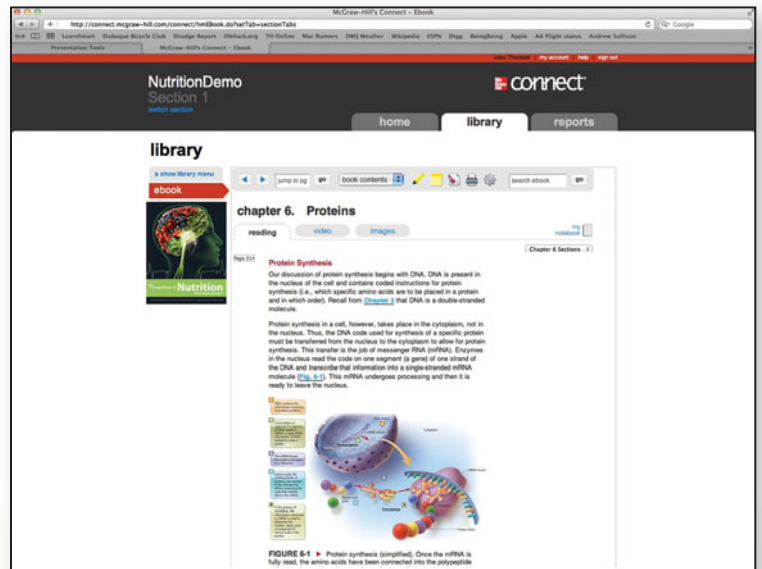 McGraw-Hill's Connect – Ebook
http://connect.mcgraw-hill.com/connect/hmEBook.do?setTab=sectionTabs
Google
LearnSmart Dubuque Bicycle Club Drudge Report lifehack.org TH Online Mac Rumors DBQ Weather Wikipedia ESPN Digg BeingBoring Apple AA Flight status Andrew Sullivan
Presentation Tools McGraw-Hill's Connect – Ebook
my account help sign out
NutritionDemo
Section 1
switch section
connect
home library reports
library
show library menu
ebook
jump to pg go book contents search ebook go
chapter 6. Proteins
reading video images
my
notebook
Chapter 6 Sections
Page 214
Protein Synthesis
Our discussion of protein synthesis begins with DNA. DNA is present in
the nucleus of the cell and contains coded instructions for protein
synthesis (i.e., which specific amino acids are to be placed in a protein
and in which order). Recall from Chapter 3 that DNA is a double-stranded
molecule.
Protein synthesis in a cell, however, takes place in the cytoplasm, not in
the nucleus. Thus, the DNA code used for synthesis of a specific protein
must be transferred from the nucleus to the cytoplasm to allow for protein
synthesis. This transfer is the job of messenger RNA (mRNA). Enzymes
in the nucleus read the code on one segment (a gene) of one strand of
the DNA and transcribe that information into a single-stranded mRNA
molecule (Fig. 6-1). This mRNA undergoes processing and then it is
ready to leave the nucleus.
Nutrition
Cytoplasm
FIGURE 6-1 ► Protein synthesis (simplified). Once the mRNA is
fully read, the amino acids have been connected into the polypeptide